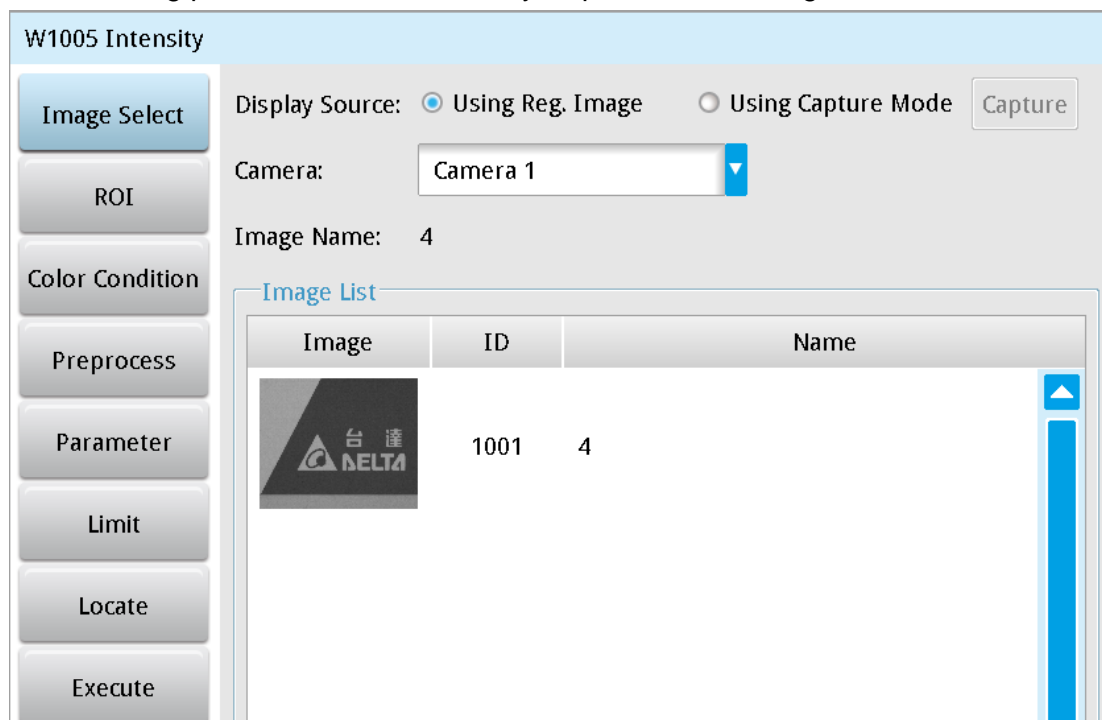 W1005 Intensity
Image Select
Display Source: Using Reg. Image Using Capture Mode Capture
Camera: Camera 1
ROI
Image Name: 4
Color Condition
Image List
Image ID Name
Preprocess
台達
DELTA
1001 4
Parameter
Limit
Locate
Execute